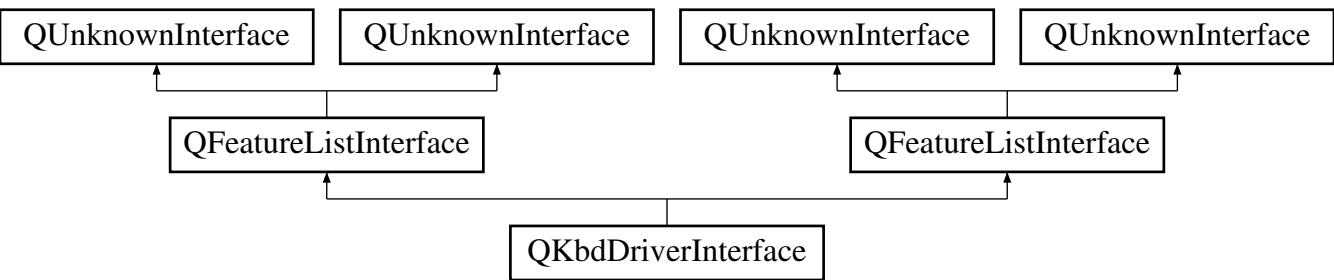 QUnknownInterface QUnknownInterface QUnknownInterface QUnknownInterface
QFeatureListInterface QFeatureListInterface
QKbdDriverInterface